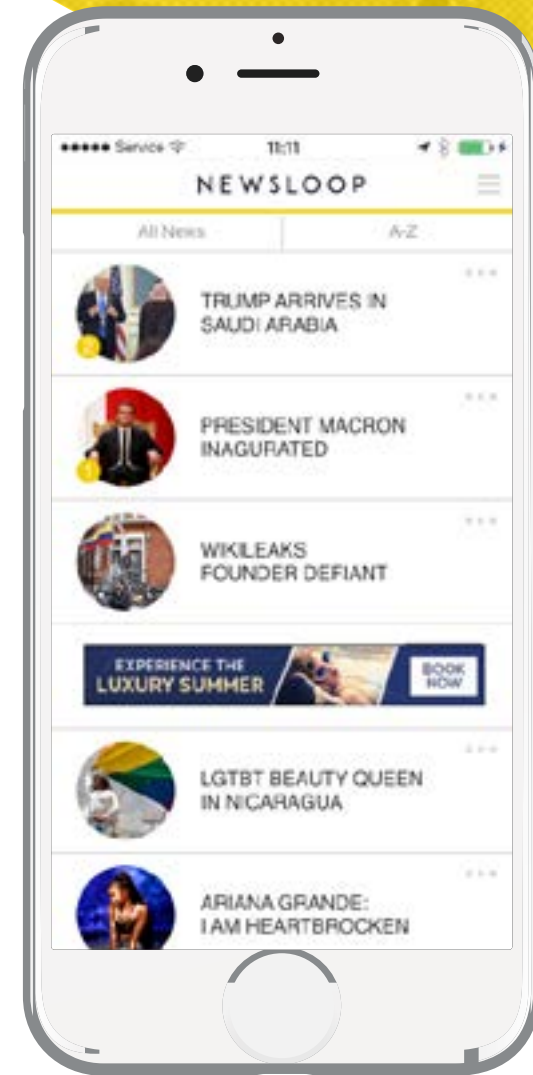 Service
11:11
NEWSLOOP
All News
A-Z
TRUMP ARRIVES IN
SAUDI ARABIA
2
PRESIDENT MACRON
INAGURATED
WIKILEAKS
FOUNDER DEFIANT
EXPERIENCE THE
LUXURY SUMMER
BOOK
NOW
LGTBT BEAUTY QUEEN
IN NICARAGUA
ARIANA GRANDE:
I AM HEARTBROCKEN